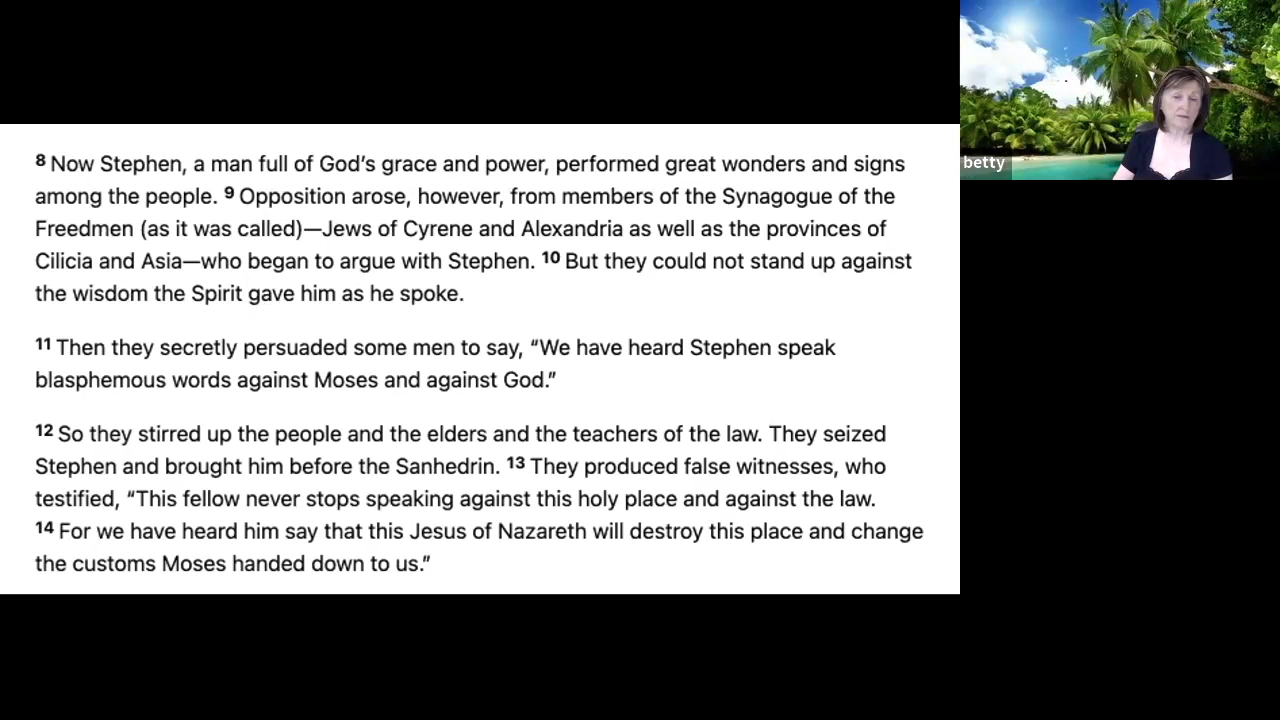 8 Now Stephen, a man full of God’s grace and power, performed great wonders and signs
among the people. 9 Opposition arose, however, from members of the Synagogue of the
Freedmen (as it was called)—Jews of Cyrene and Alexandria as well as the provinces of
Cilicia and Asia—who began to argue with Stephen. 10 But they could not stand up against
the wisdom the Spirit gave him as he spoke.
11 Then they secretly persuaded some men to say, “We have heard Stephen speak
blasphemous words against Moses and against God.”
12 So they stirred up the people and the elders and the teachers of the law. They seized
Stephen and brought him before the Sanhedrin. 13 They produced false witnesses, who
testified, “This fellow never stops speaking against this holy place and against the law.
14 For we have heard him say that this Jesus of Nazareth will destroy this place and change
the customs Moses handed down to us.”
betty